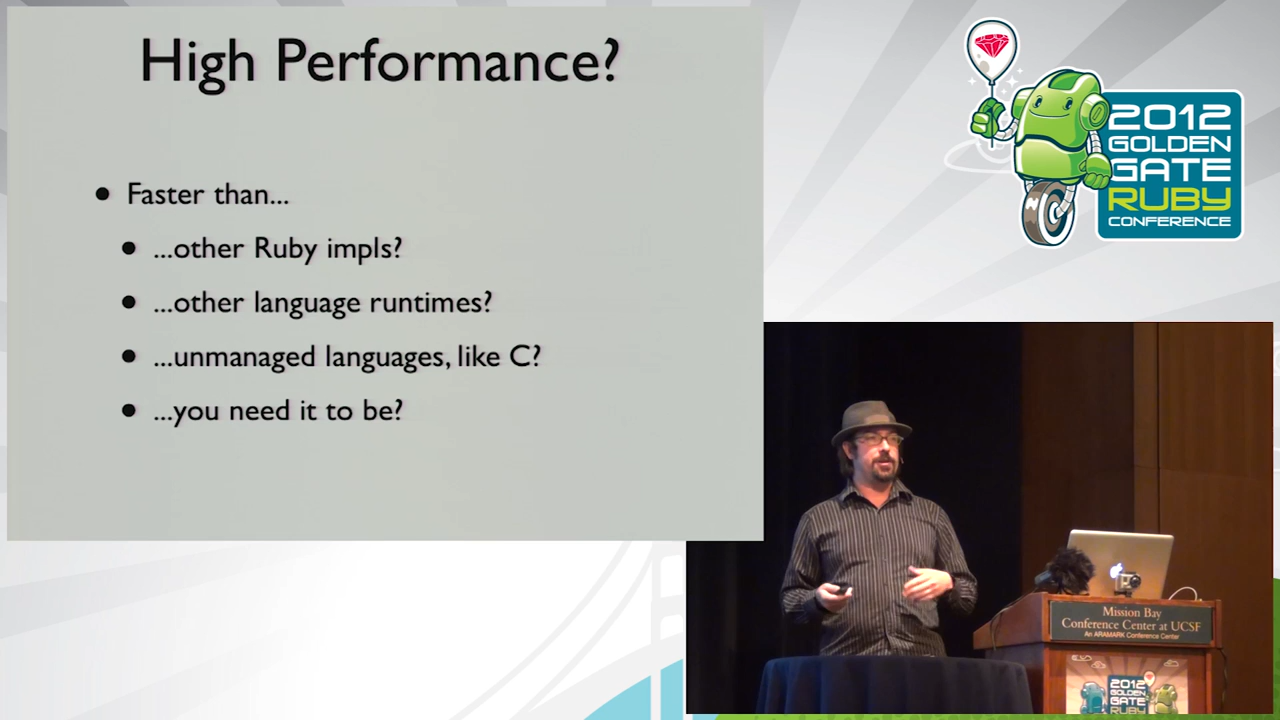 High Performance?
• Faster than...
• ...other Ruby impls?
• ...other language runtimes?
• ...unmanaged languages, like C?
• ...you need it to be?
2012
GOLDEN
GATE
RUBY
CONFERENCE
Mission Bay
Conference Center at UCSF
An ARAMARK Conference Center
2012
GOLDEN
GATE
RUBY